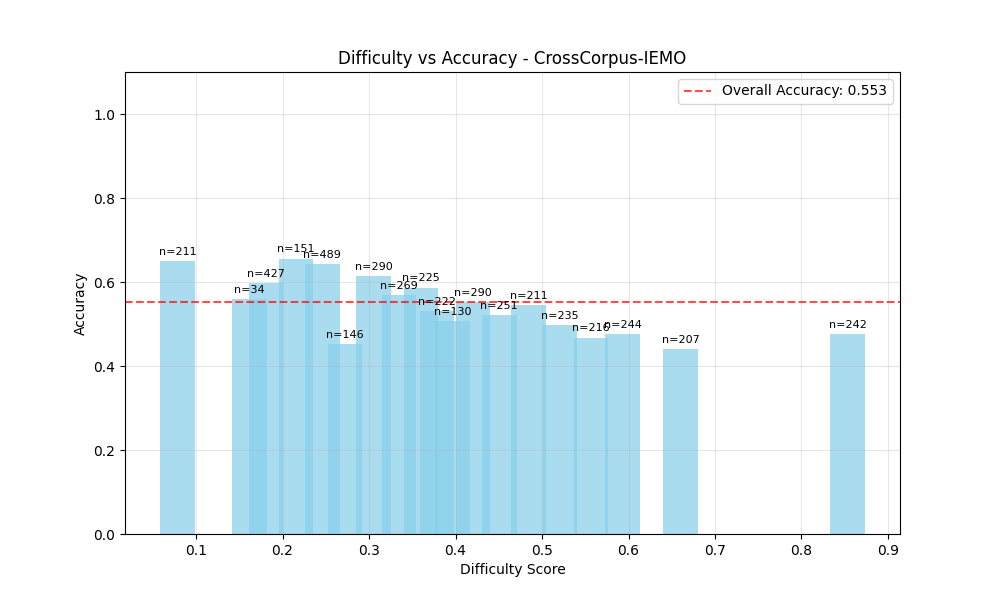 Difficulty vs Accuracy - CrossCorpus-IEMO
Overall Accuracy: 0.553
Accuracy
1.0
0.8
0.6
0.4
0.2
0.0
n=211
n=34
n=427
n=151
n=489
n=146
n=290
n=269
n=225
n=222
n=130
n=290
n=251
n=211
n=235
n=216
n=244
n=207
n=242
0.1 0.2 0.3 0.4 0.5 0.6 0.7 0.8 0.9
Difficulty Score